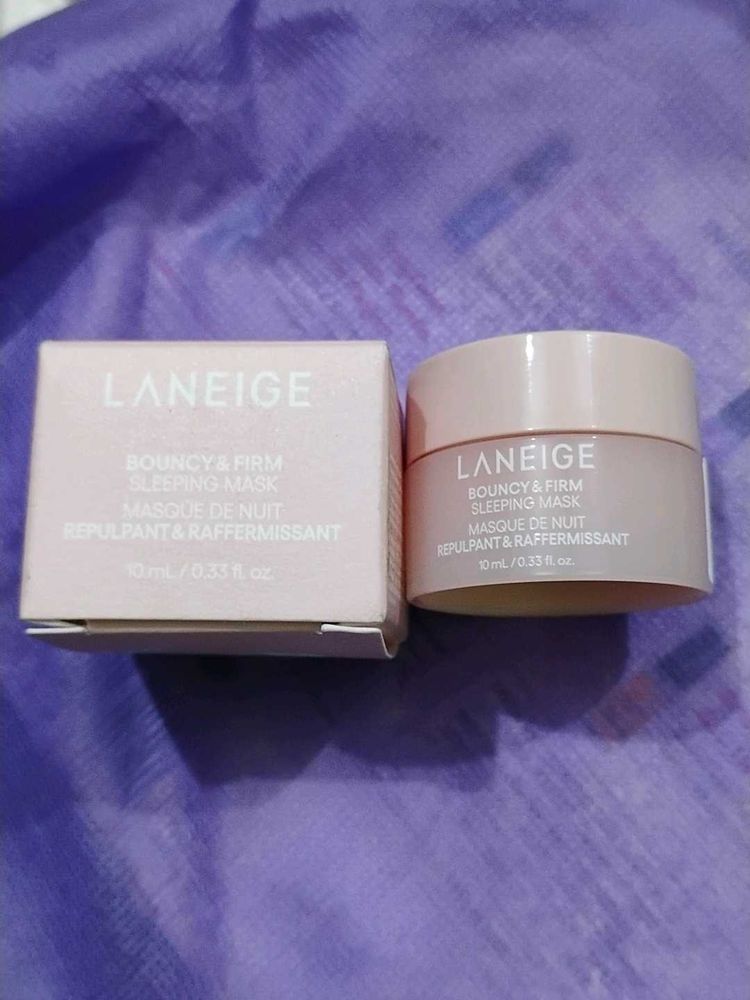 LANEIGE
BOUNCY & FIRM
SLEEPING MASK
MASQUE DE NUIT
REPULPANT & RAFFERMISSANT
10 mL / 0.33 fl. oz.
LANEIGE
BOUNCY & FIRM
SLEEPING MASK
MASQUE DE NUIT
REPULPANT & RAFFERMISSANT
10 mL / 0.33 fl. oz.